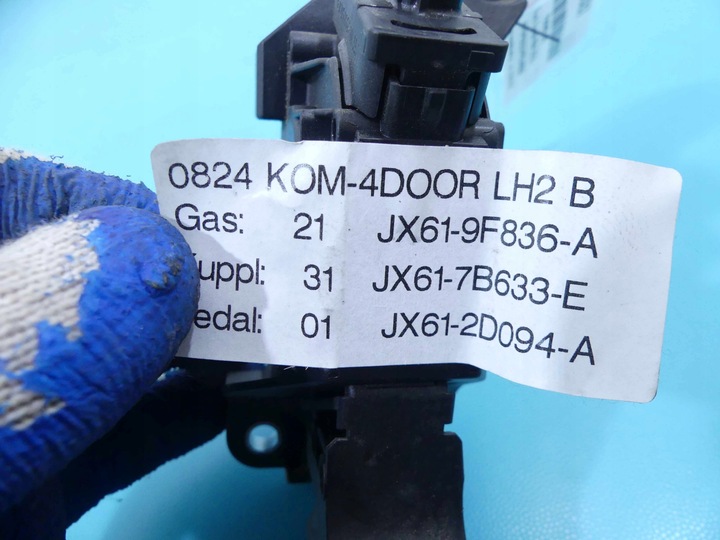 0824 KOM-4DOOR LH2 B
Gas: 21 JX61-9F836-A
uppl: 31 JX61-7B633-E
edal: 01 JX61-2D094-A